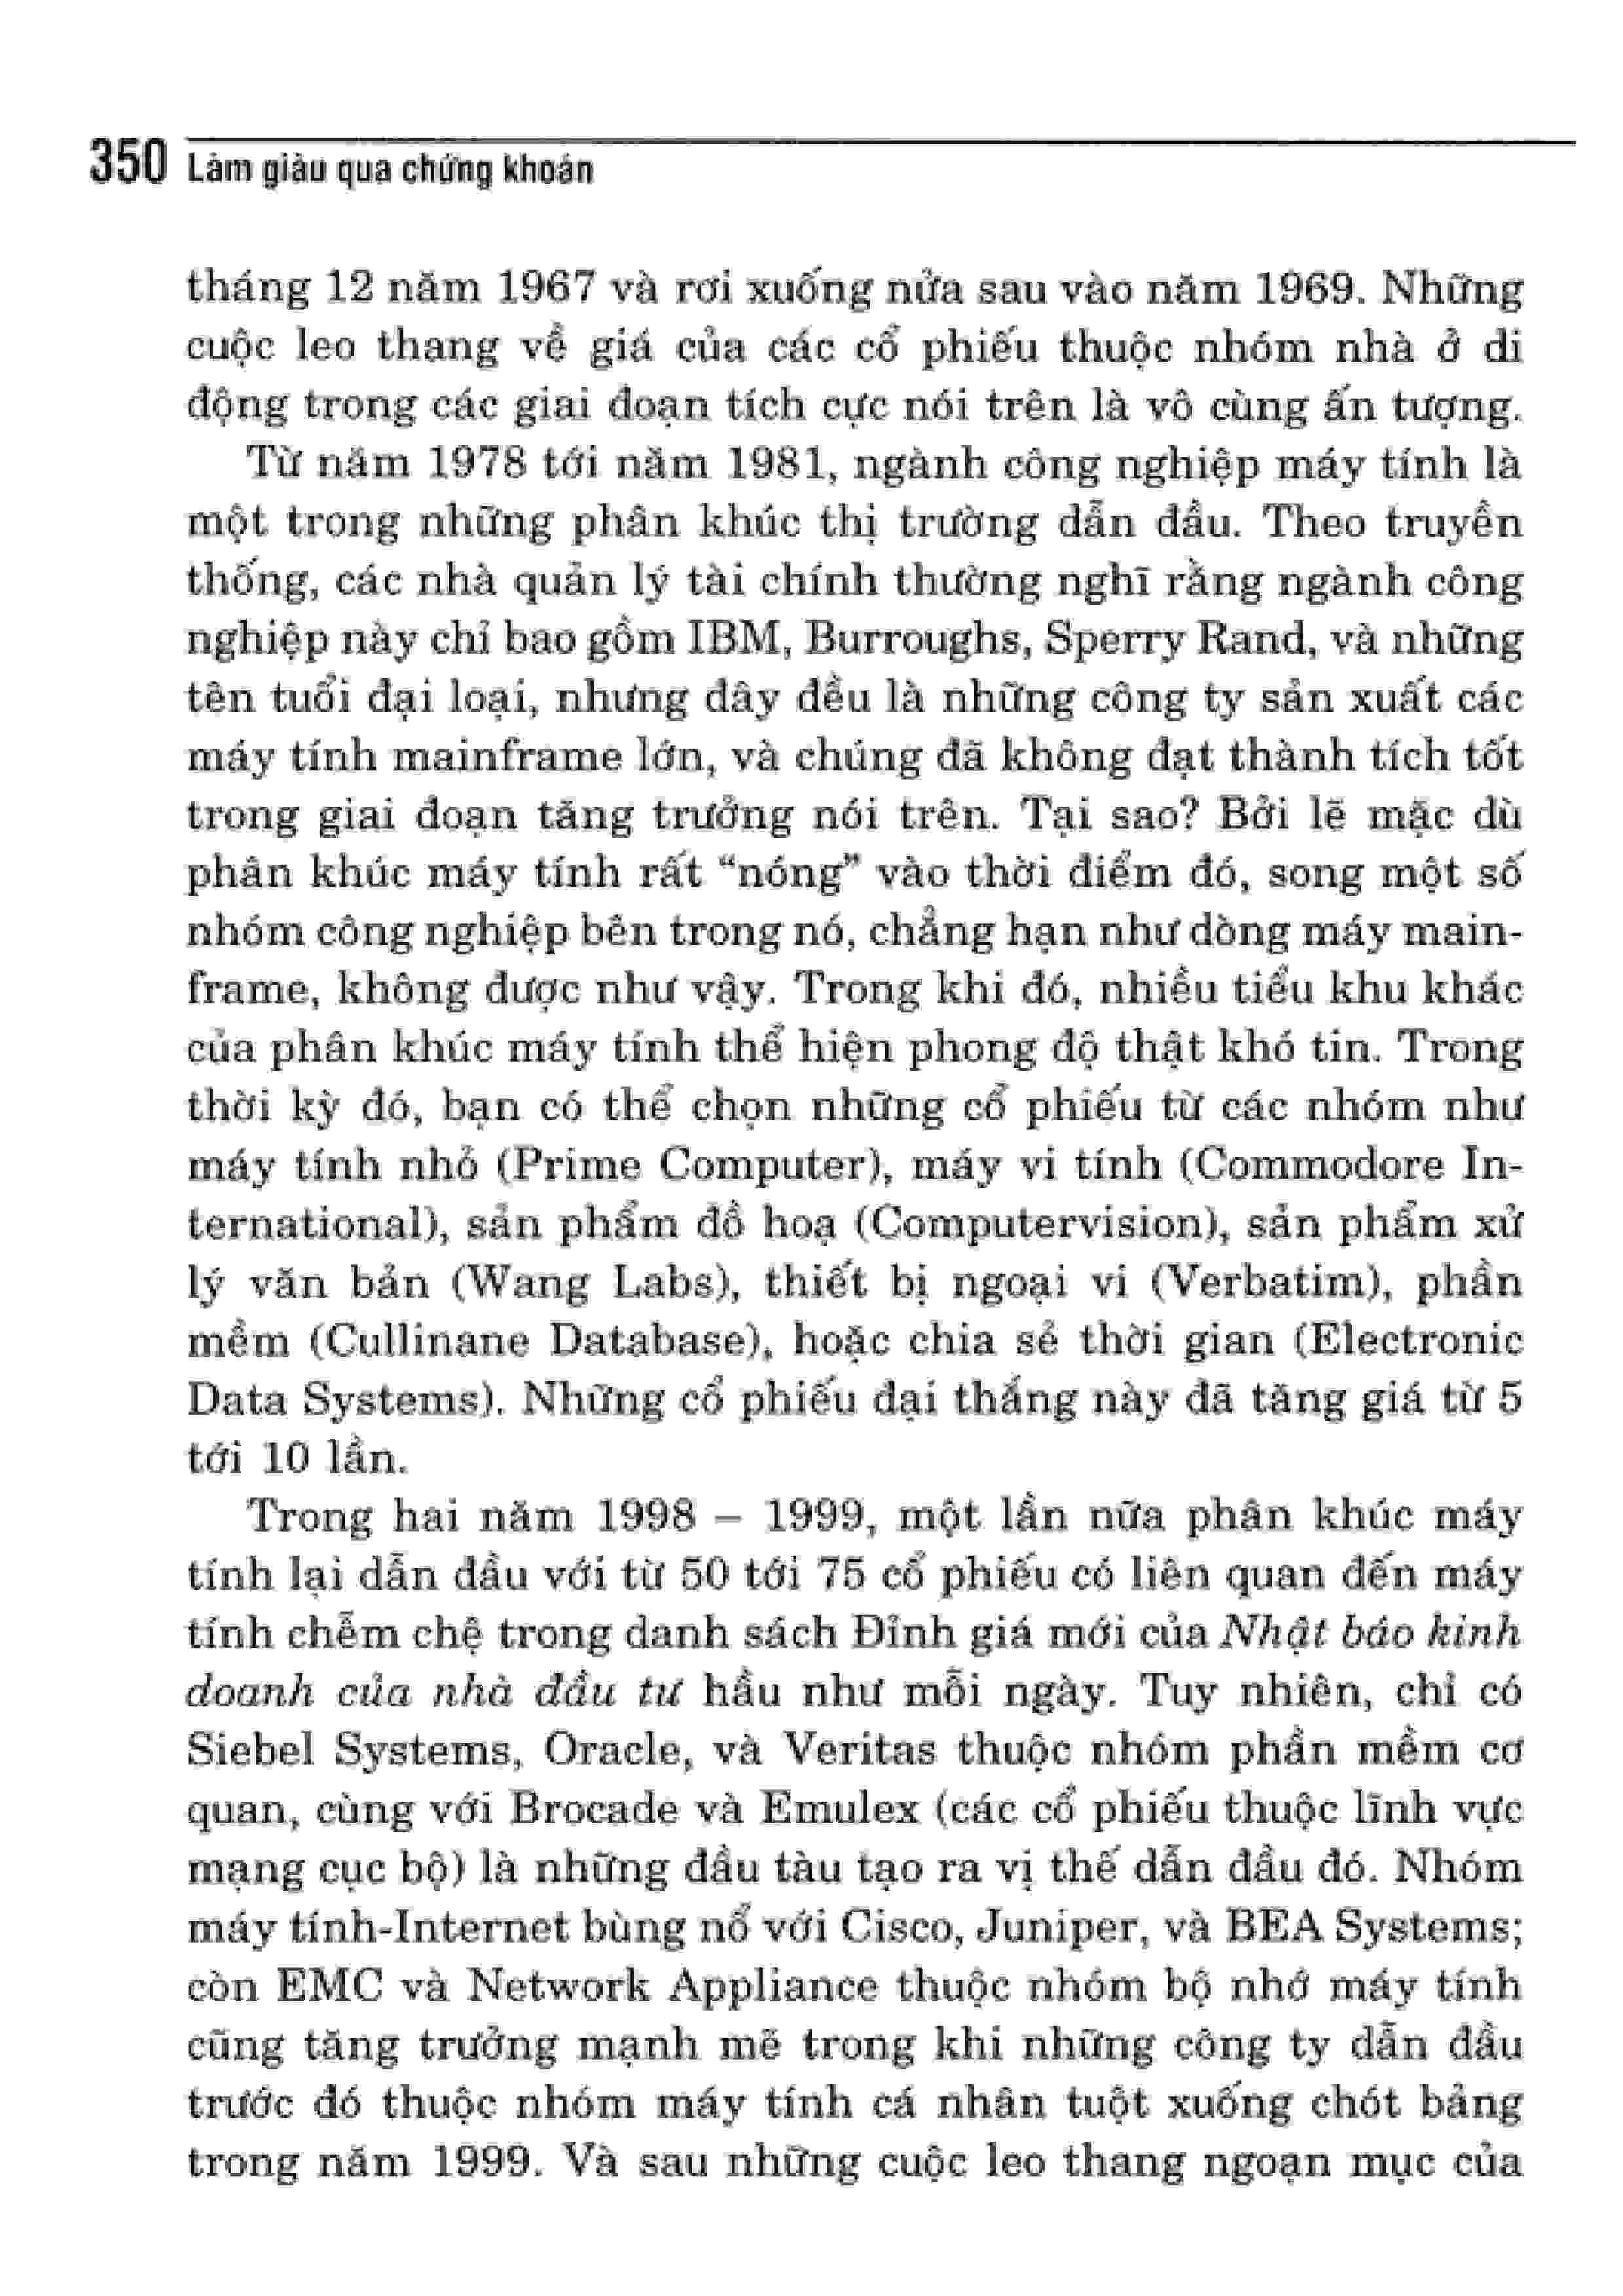 350 Làm giàu qua chứng khoán
tháng 12 năm 1967 và rơi xuống nửa sau vào năm 1969. Những
cuộc leo thang về giá của các cổ phiếu thuộc nhóm nhà ở di
động trong các giai đoạn tích cực nói trên là vô cùng ấn tượng.
Từ năm 1978 tới năm 1981, ngành công nghiệp máy tính là
một trong những phân khúc thị trường dẫn đầu. Theo truyền
thống, các nhà quản lý tài chính thường nghĩ rằng ngành công
nghiệp này chỉ bao gồm IBM, Burroughs, Sperry Rand, và những
tên tuổi đại loại, nhưng đây đều là những công ty sản xuất các
máy tính mainframe lớn, và chúng đã không đạt thành tích tốt
trong giai đoạn tăng trưởng nói trên. Tại sao? Bởi lẽ mặc dù
phân khúc máy tính rất “nóng” vào thời điểm đó, song một số
nhóm công nghiệp bên trong nó, chẳng hạn như dòng máy main-
frame, không được như vậy. Trong khi đó, nhiều tiểu khu khác
của phân khúc máy tính thể hiện phong độ thật khó tin. Trong
thời kỳ đó, bạn có thể chọn những cổ phiếu từ các nhóm như
máy tính nhỏ (Prime Computer), máy vi tính (Commodore In-
ternational), sản phẩm đồ hoạ (Computervision), sản phẩm xử
lý văn bản (Wang Labs), thiết bị ngoại vi (Verbatim), phần
mềm (Cullinane Database), hoặc chia sẻ thời gian (Electronic
Data Systems). Những cổ phiếu đại thắng này đã tăng giá từ 5
tới 10 lần.
Trong hai năm 1998 – 1999, một lần nữa phân khúc máy
tính lại dẫn đầu với từ 50 tới 75 cổ phiếu có liên quan đến máy
tính chễm chệ trong danh sách Đỉnh giá mới của Nhật báo kinh
doanh của nhà đầu tư hầu như mỗi ngày. Tuy nhiên, chỉ có
Siebel Systems, Oracle, và Veritas thuộc nhóm phần mềm cơ
quan, cùng với Brocade và Emulex (các cổ phiếu thuộc lĩnh vực
mạng cục bộ) là những đầu tàu tạo ra vị thế dẫn đầu đó. Nhóm
máy tính-Internet bùng nổ với Cisco, Juniper, và BEA Systems;
còn EMC và Network Appliance thuộc nhóm bộ nhớ máy tính
cũng tăng trưởng mạnh mẽ trong khi những công ty dẫn đầu
trước đó thuộc nhóm máy tính cá nhân tuột xuống chót bảng
trong năm 1999. Và sau những cuộc leo thang ngoạn mục của